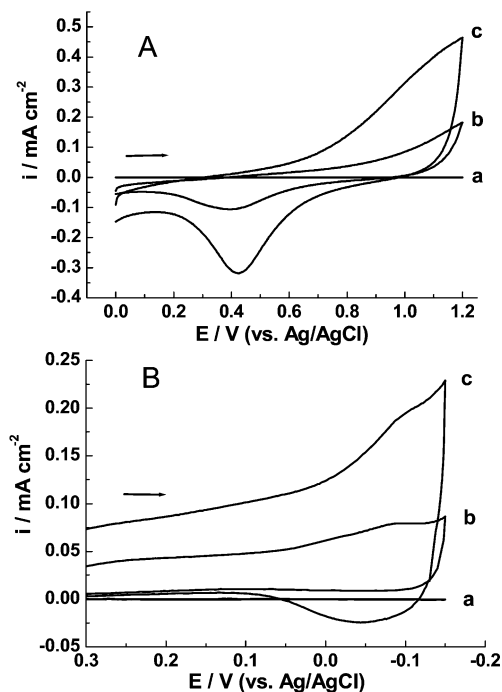 A
0.5
0.4
0.3
0.2
0.1
0.0
-0.1
-0.2
-0.3
-0.4
i / mA cm⁻²
c
b
a
0.0 0.2 0.4 0.6 0.8 1.0 1.2
E / V (vs. Ag/AgCl)
B
0.25
0.20
0.15
0.10
0.05
0.00
-0.05
i / mA cm⁻²
c
b
a
0.3 0.2 0.1 0.0 -0.1 -0.2
E / V (vs. Ag/AgCl)